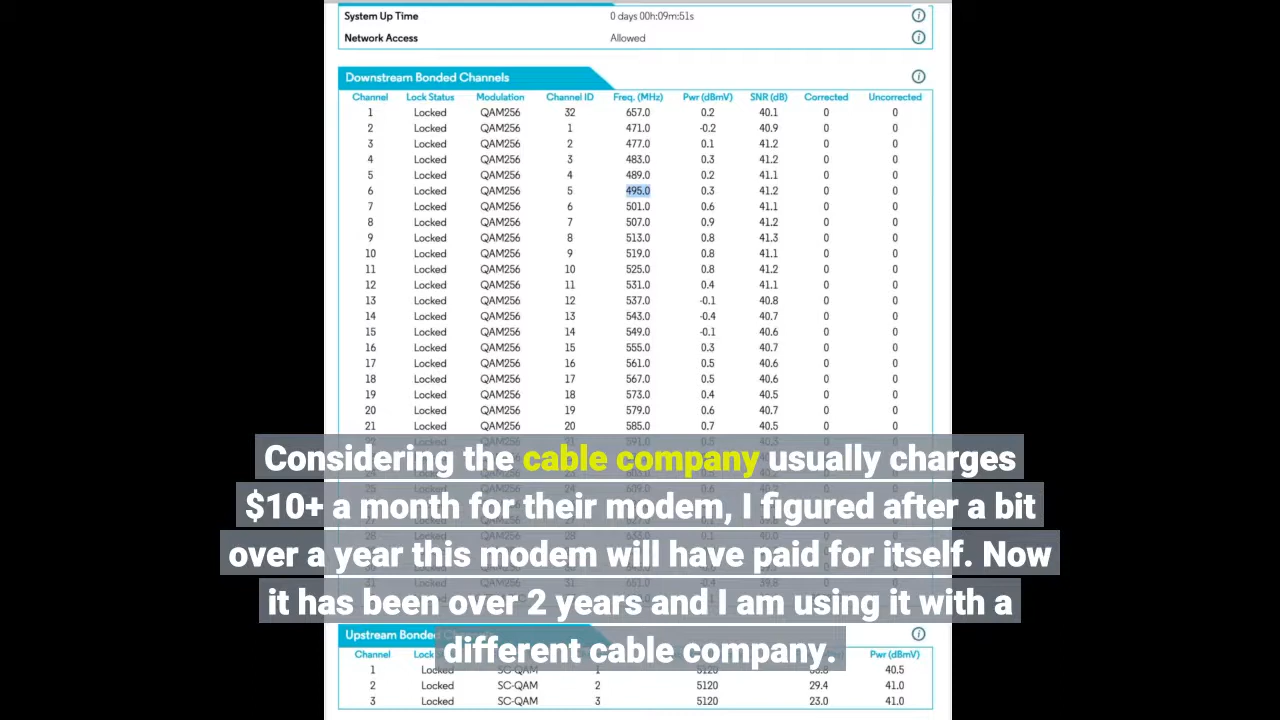 System Up Time 0 days 00h:09m:51s
Network Access Allowed
Downstream Bonded Channels
Channel Lock Status Modulation Channel ID Freq. (MHz) Pwr (dBmV) SNR (dB) Corrected Uncorrected
1 Locked QAM256 32 657.0 0.2 40.1 0 0
2 Locked QAM256 1 471.0 -0.2 40.9 0 0
3 Locked QAM256 2 477.0 0.1 41.2 0 0
4 Locked QAM256 3 483.0 0.3 41.2 0 0
5 Locked QAM256 4 489.0 0.2 41.1 0 0
6 Locked QAM256 5 495.0 0.3 41.2 0 0
7 Locked QAM256 6 501.0 0.6 41.1 0 0
8 Locked QAM256 7 507.0 0.9 41.2 0 0
9 Locked QAM256 8 513.0 0.8 41.3 0 0
10 Locked QAM256 9 519.0 0.8 41.1 0 0
11 Locked QAM256 10 525.0 0.8 41.2 0 0
12 Locked QAM256 11 531.0 0.4 41.1 0 0
13 Locked QAM256 12 537.0 -0.1 40.8 0 0
14 Locked QAM256 13 543.0 -0.4 40.7 0 0
15 Locked QAM256 14 549.0 -0.1 40.6 0 0
16 Locked QAM256 15 555.0 0.3 40.7 0 0
17 Locked QAM256 16 561.0 0.5 40.6 0 0
18 Locked QAM256 17 567.0 0.5 40.6 0 0
19 Locked QAM256 18 573.0 0.4 40.5 0 0
20 Locked QAM256 19 579.0 0.6 40.7 0 0
21 Locked QAM256 20 585.0 0.7 40.5 0 0
Considering the cable company usually charges
$10+ a month for their modem, I figured after a bit
over a year this modem will have paid for itself. Now
it has been over 2 years and I am using it with a
different cable company.
Upstream Bonded
Channel Pwr (dBmV)
1 Locked SC-QAM 1 5120 40.5
2 Locked SC-QAM 2 5120 29.4 41.0
3 Locked SC-QAM 3 5120 23.0 41.0